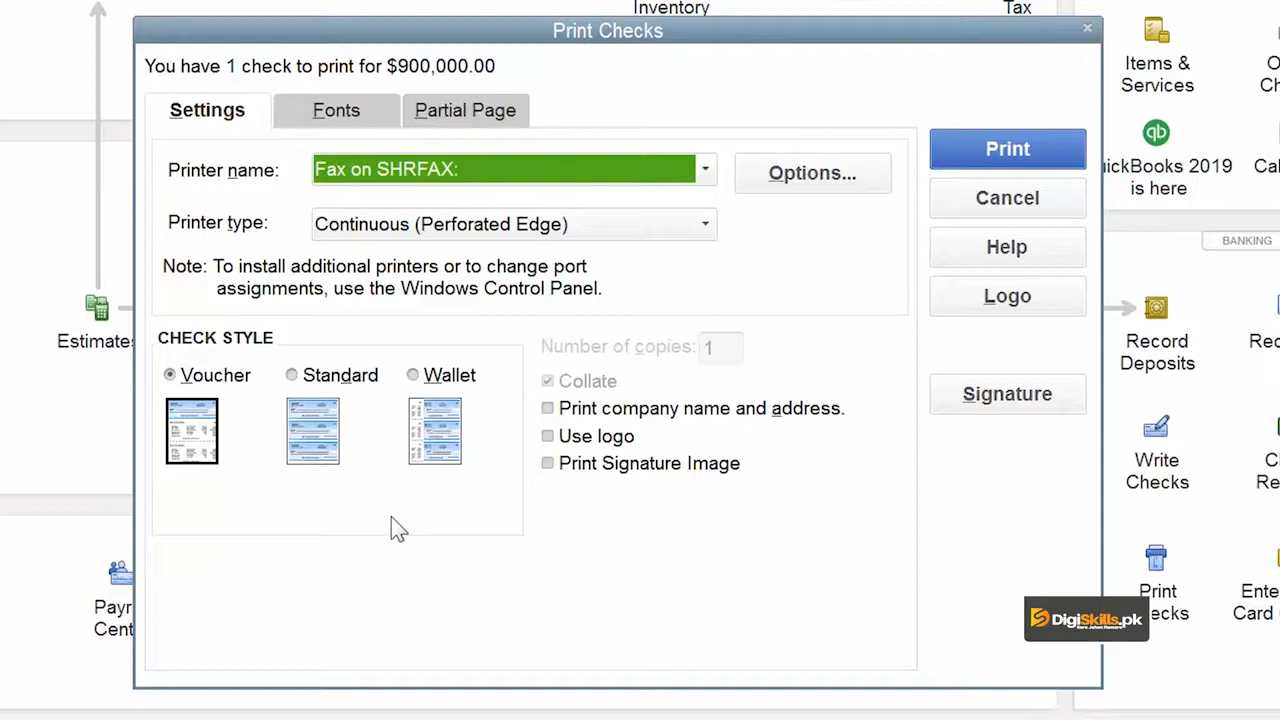 Inventory
Tax
Print Checks
You have 1 check to print for $900,000.00
Settings
Fonts
Partial Page
Printer name:
Fax on SHRFAX:
Options...
Printer type:
Continuous (Perforated Edge)
Note: To install additional printers or to change port
assignments, use the Windows Control Panel.
CHECK STYLE
Voucher
Standard
Wallet
Number of copies: 1
Collate
Print company name and address.
Use logo
Print Signature Image
Print
Cancel
Help
Logo
Signature
Estimates
Payr
Cent
Items &
Services
qb
uickBooks 2019
is here
BANKING
Record
Deposits
Write
Checks
Print
ecks
Ente
Card
DigiSkills.pk